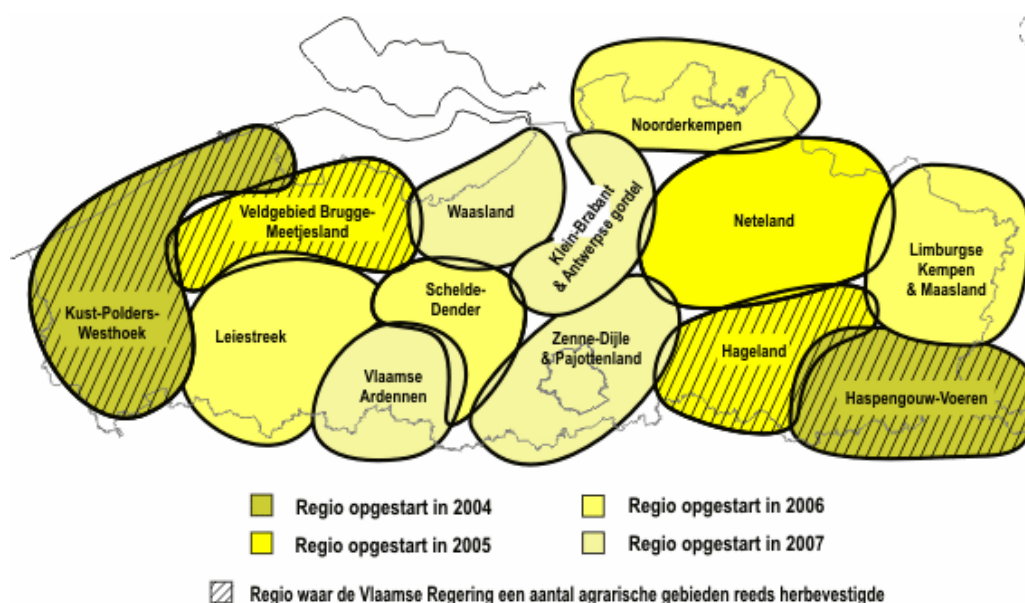 Noorderkempen
Waasland
Klein-Brabant
& Antwerpse gordel
Veldgebied Brugge-
Meetjesland
Neteland
Limburgse
Kempen
& Maasland
Kust-Polders-
Westhoek
Leiestreek
Schelde-
Dender
Zenne-Dijle
& Pajottenland
Hageland
Vlaamse
Ardennen
Haspengouw-Voeren
Regio opgestart in 2004
Regio opgestart in 2006
Regio opgestart in 2005
Regio opgestart in 2007
Regio waar de Vlaamse Regering een aantal agrarische gebieden reeds herbevestigde